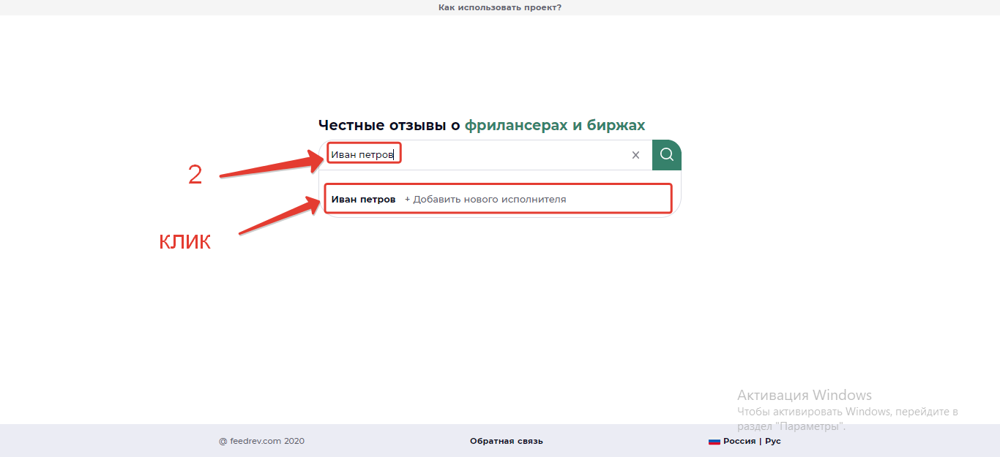 Как использовать проект?
Честные отзывы о фрилансерах и биржах
Иван петров
2
Иван петров + Добавить нового исполнителя
КЛИК
Активация Windows
Чтобы активировать Windows, перейдите в
раздел "Параметры".
@ feedrev.com 2020 Обратная связь Россия | Рус